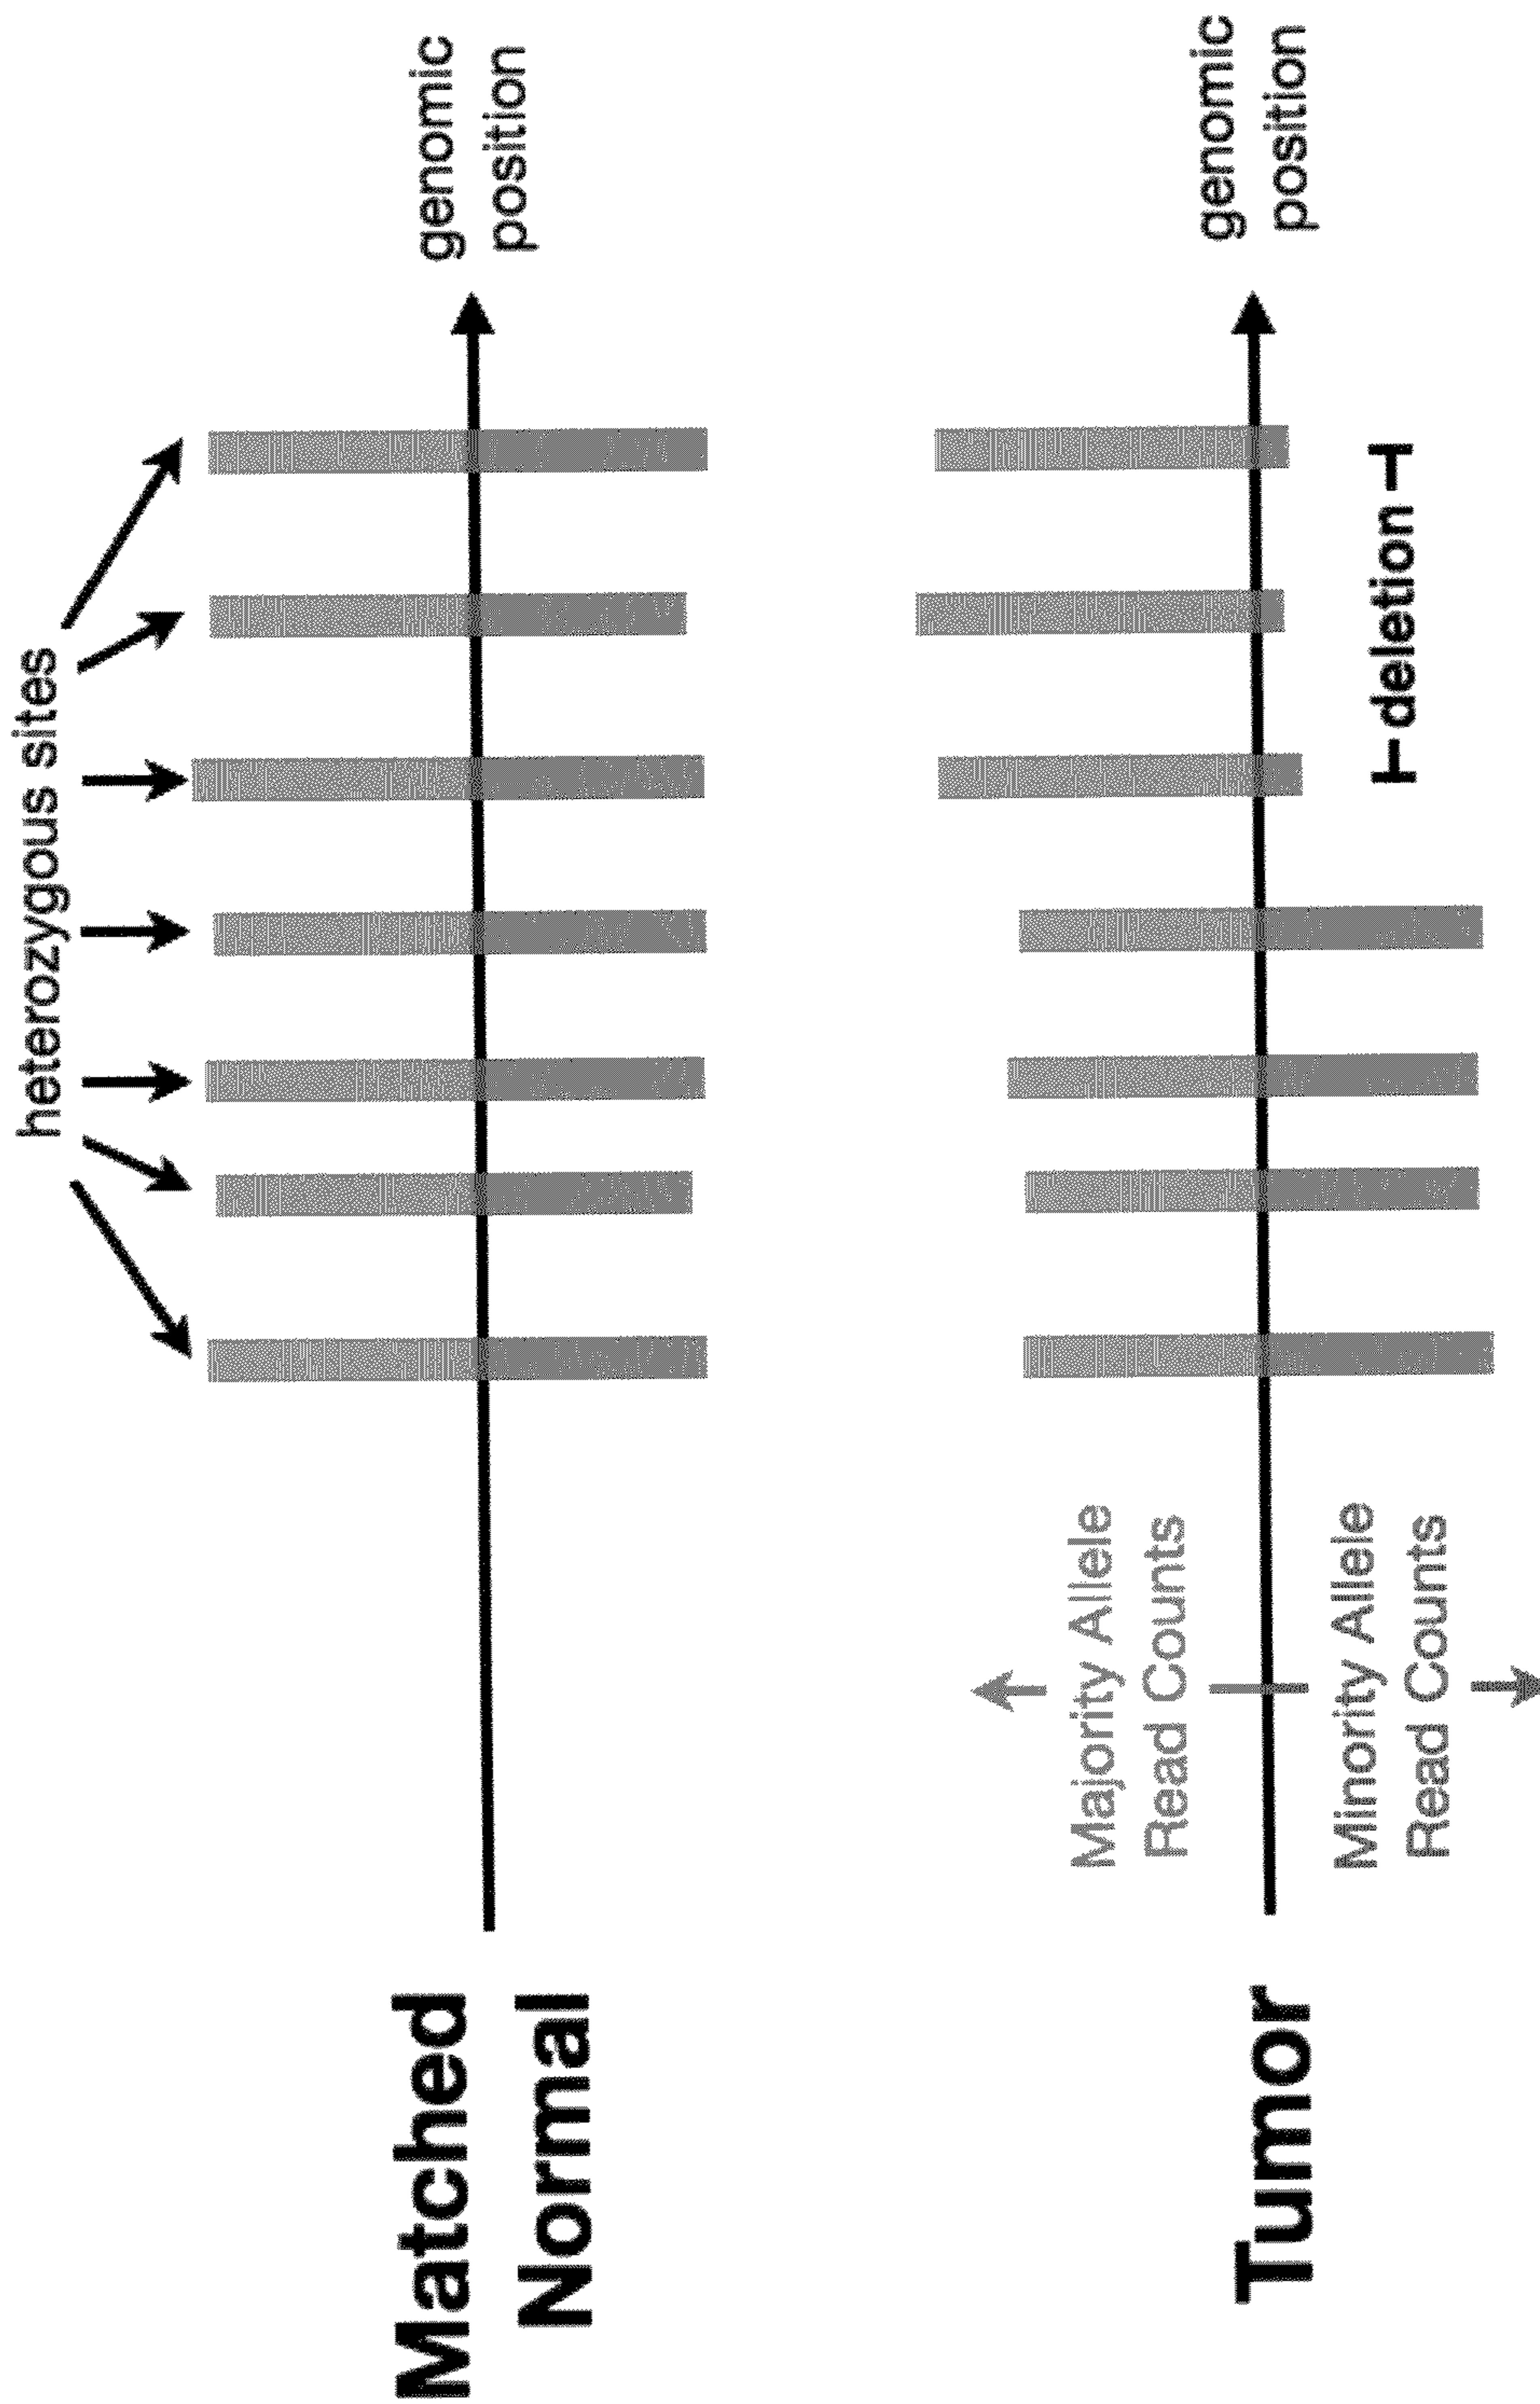 heterozygous sites
Matched
Normal
genomic
position
Majority Allele
Read Counts
Tumor
genomic
position
Minority Allele
Read Counts
deletion